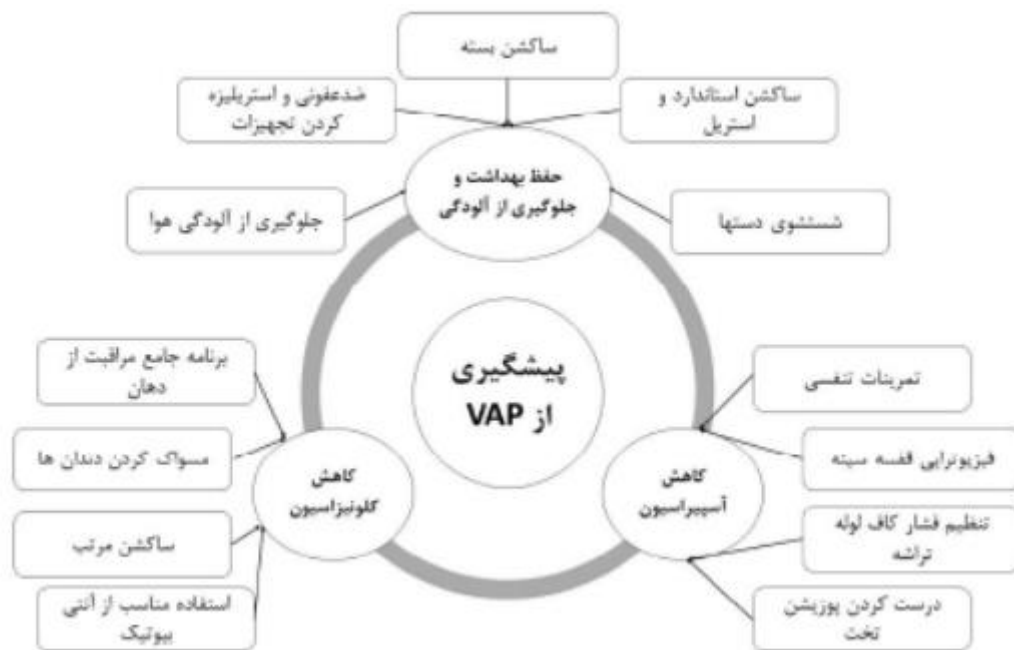 ساکشن بسته
ساکشن استاندارد و
استریل
ضدعفونی و استریلیزه
کردن تجهیزات
حفظ بهداشت و
جلوگیری از آلودگی
شستشوی دستها
جلوگیری از آلودگی هوا
پیشگیری
از VAP
تمرینات تنفسی
فیزیوتراپی قفسه سینه
کاهش
آسپیراسیون
تنظیم فشار کاف لوله
تراشه
درست کردن پوزیشن
تخت
برنامه جامع مراقبت از
دهان
مسواک کردن دندان ها
کاهش
کلونیزاسیون
ساکشن مرتب
استفاده مناسب از آنتی
بیوتیک